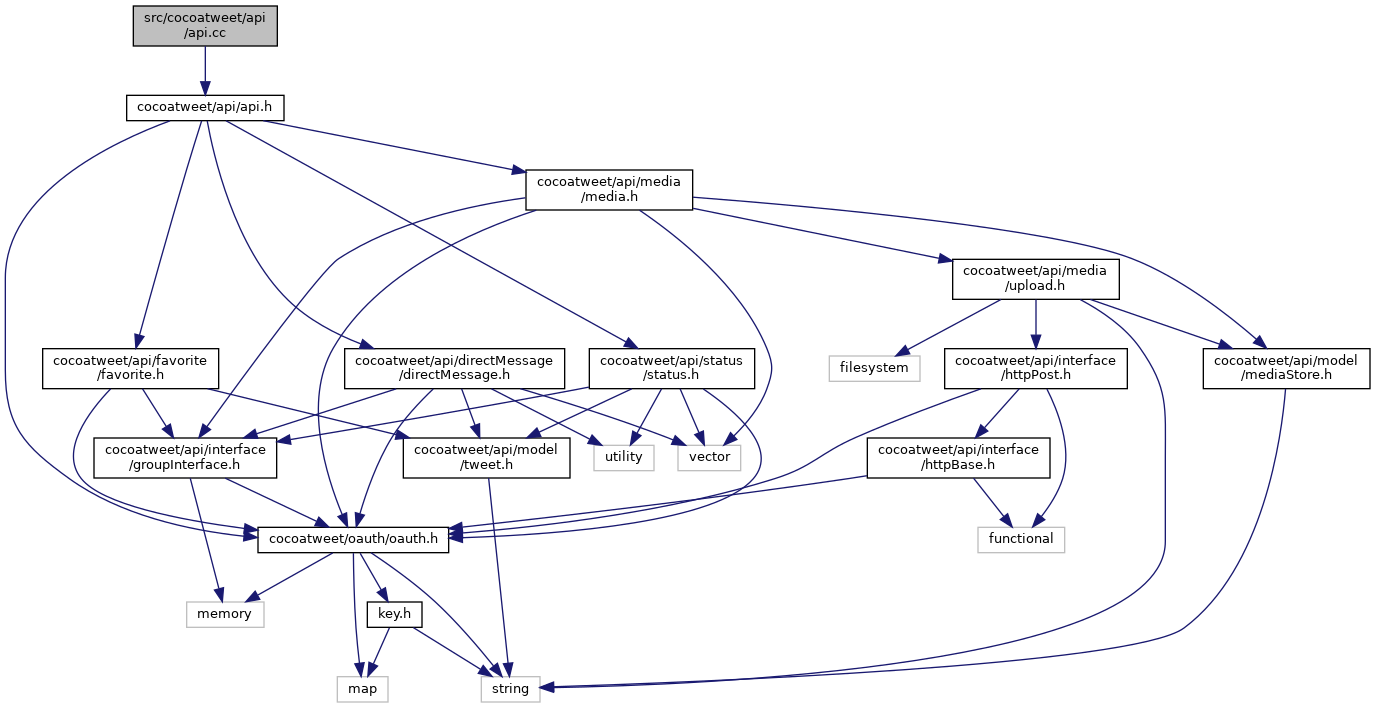 src/cocoatweet/api
/api.cc
cocoatweet/api/api.h
cocoatweet/api/media
/media.h
cocoatweet/api/media
/upload.h
cocoatweet/api/favorite
/favorite.h
cocoatweet/api/directMessage
/directMessage.h
cocoatweet/api/status
/status.h
filesystem
cocoatweet/api/interface
/httpPost.h
cocoatweet/api/model
/mediaStore.h
cocoatweet/api/interface
/groupInterface.h
cocoatweet/api/model
/tweet.h
utility
vector
cocoatweet/api/interface
/httpBase.h
cocoatweet/oauth/oauth.h
functional
memory
key.h
map
string